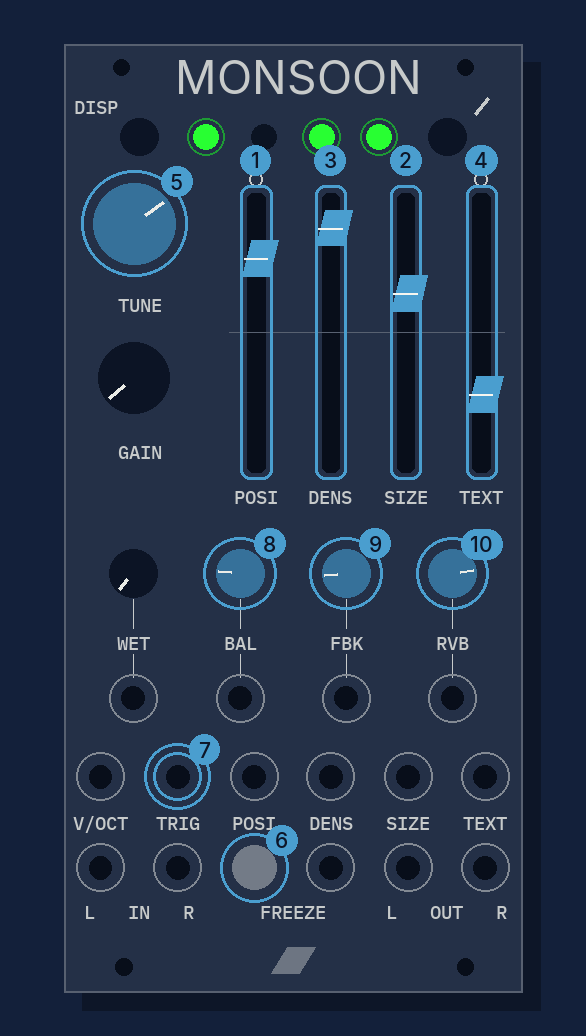 MONSOON
DISP
1 3 2 4
5
TUNE
GAIN
POSI DENS SIZE TEXT
8 9 10
WET BAL FBK RVB
7
V/OCT TRIG POSI DENS SIZE TEXT
6
L IN R FREEZE L OUT R